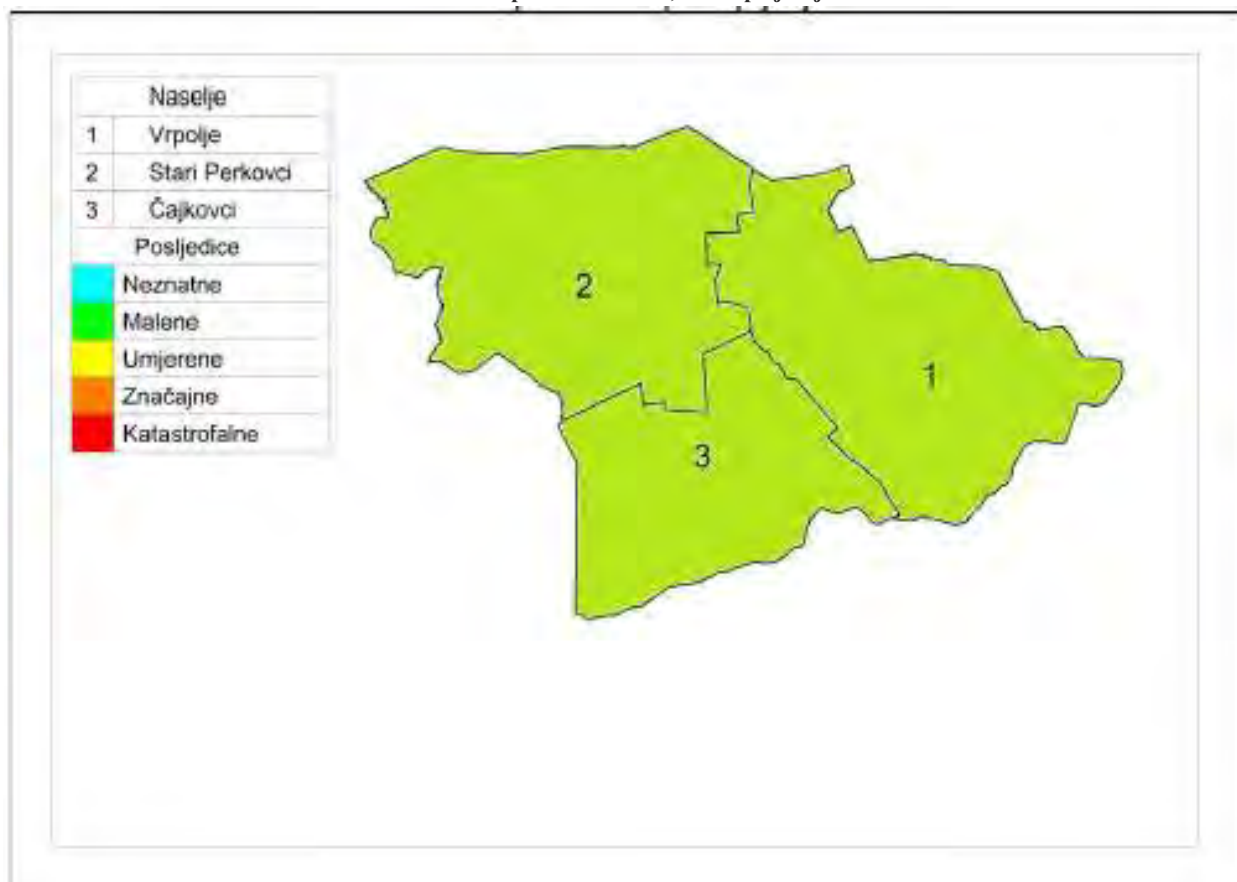 Naselje
1 Vrpolje
2 Stari Perkovci
3 Čajkovci
Posljedice
Neznatne
Malene
Umjerene
Značajne
Katastrofalne
2
1
3